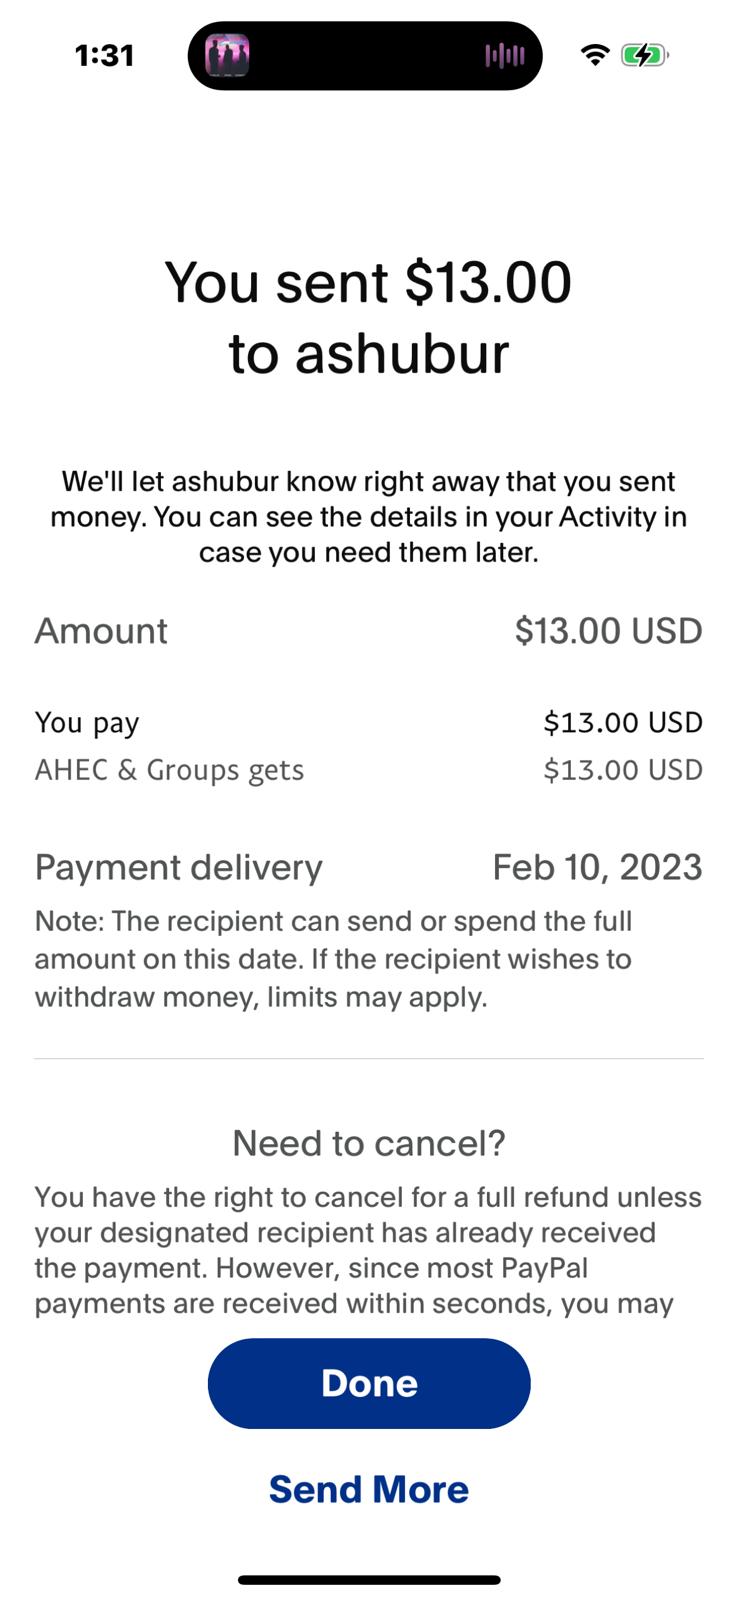 1:31
You sent $13.00
to ashubur
We'll let ashubur know right away that you sent
money. You can see the details in your Activity in
case you need them later.
Amount $13.00 USD
You pay $13.00 USD
AHEC & Groups gets $13.00 USD
Payment delivery Feb 10, 2023
Note: The recipient can send or spend the full
amount on this date. If the recipient wishes to
withdraw money, limits may apply.
Need to cancel?
You have the right to cancel for a full refund unless
your designated recipient has already received
the payment. However, since most PayPal
payments are received within seconds, you may
Done
Send More